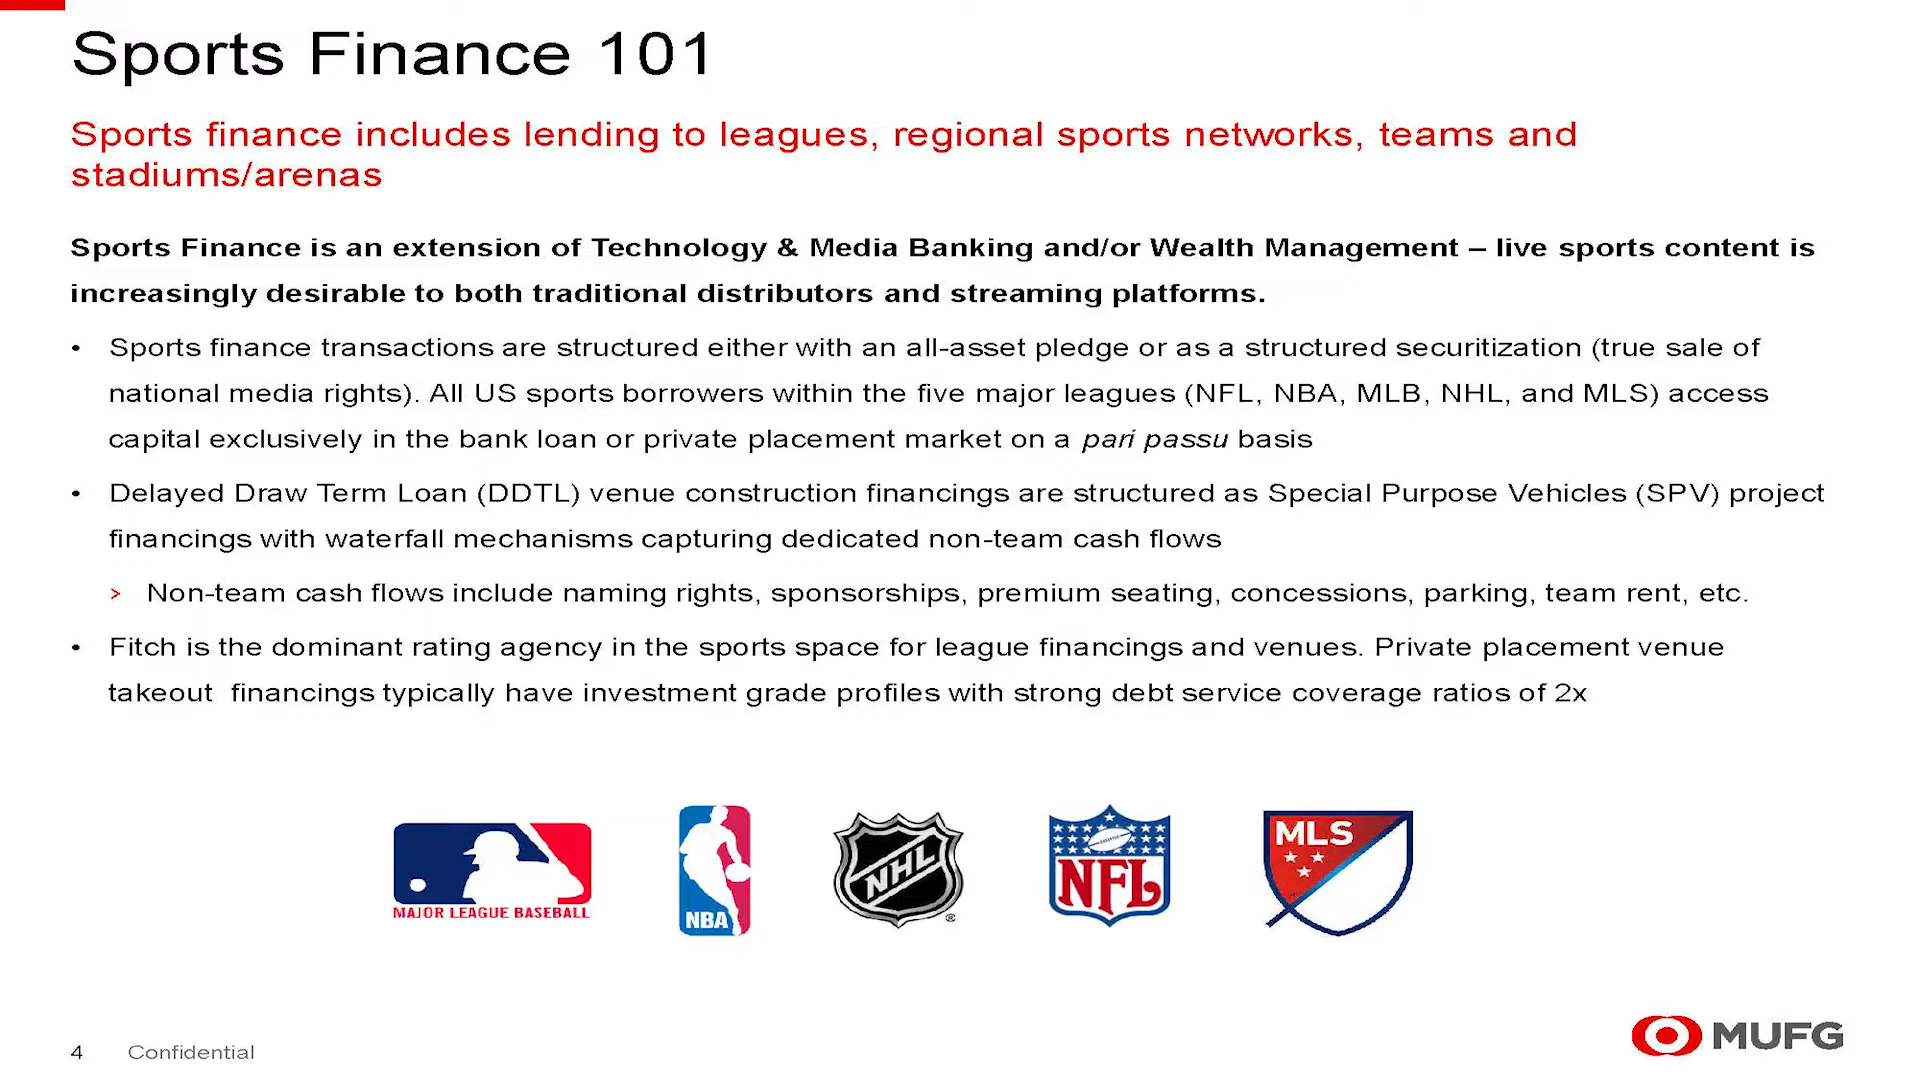 Sports Finance 101
Sports finance includes lending to leagues, regional sports networks, teams and
stadiums/arenas
Sports Finance is an extension of Technology & Media Banking and/or Wealth Management – live sports content is
increasingly desirable to both traditional distributors and streaming platforms.
• Sports finance transactions are structured either with an all-asset pledge or as a structured securitization (true sale of
national media rights). All US sports borrowers within the five major leagues (NFL, NBA, MLB, NHL, and MLS) access
capital exclusively in the bank loan or private placement market on a pari passu basis
• Delayed Draw Term Loan (DDTL) venue construction financings are structured as Special Purpose Vehicles (SPV) project
financings with waterfall mechanisms capturing dedicated non-team cash flows
> Non-team cash flows include naming rights, sponsorships, premium seating, concessions, parking, team rent, etc.
• Fitch is the dominant rating agency in the sports space for league financings and venues. Private placement venue
takeout  financings typically have investment grade profiles with strong debt service coverage ratios of 2x
MAJOR LEAGUE BASEBALL
NBA
NHL
®
NFL
MLS
4 Confidential
MUFG